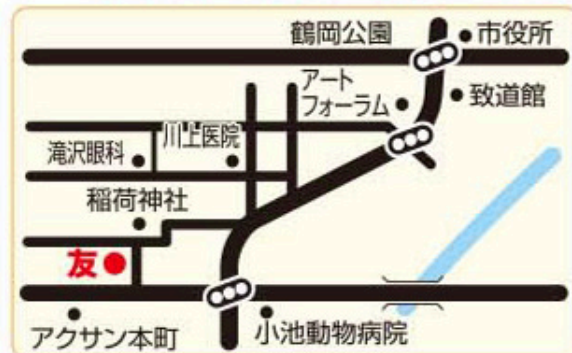 鶴岡公園
市役所
アート
フォーラム
致道館
川上医院
滝沢眼科
稲荷神社
友
アクサン本町
小池動物病院